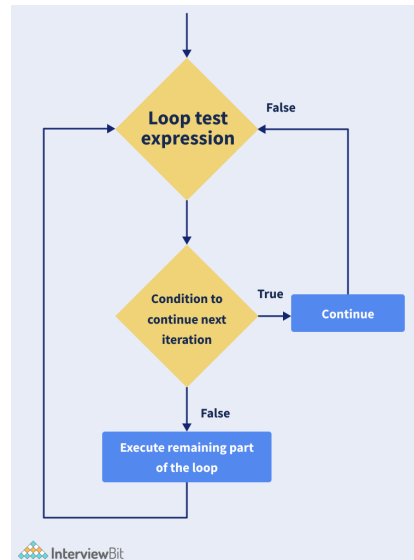 Loop test
expression
False
Condition to
continue next
iteration
True
Continue
False
Execute remaining part
of the loop
InterviewBit